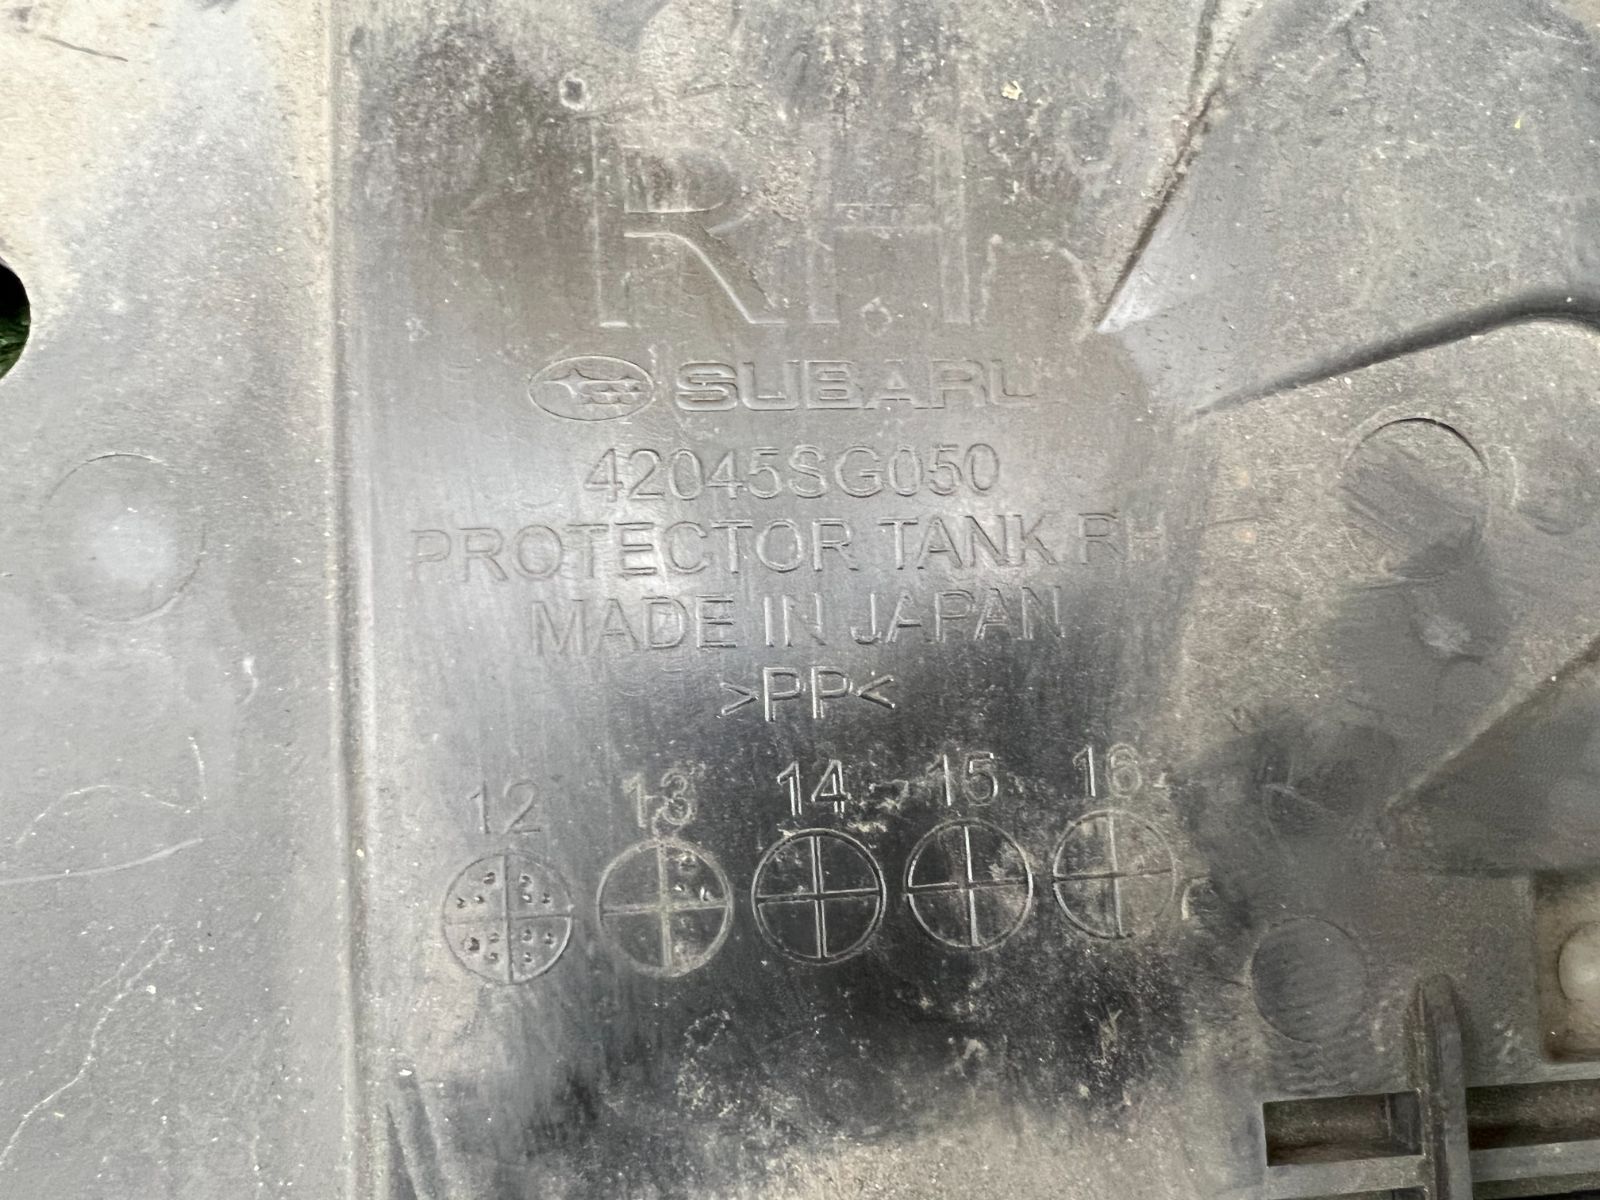 RH
SUBARU
42045SG050
PROTECTOR TANK RH
MADE IN JAPAN
>PP<
12 13 14 15 16